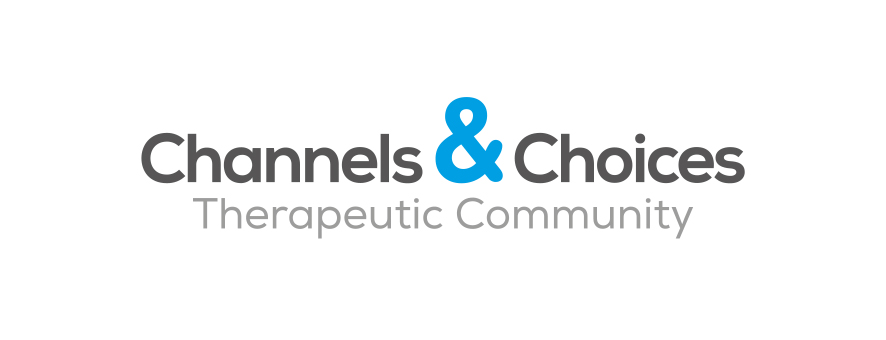 Channels & Choices
Therapeutic Community